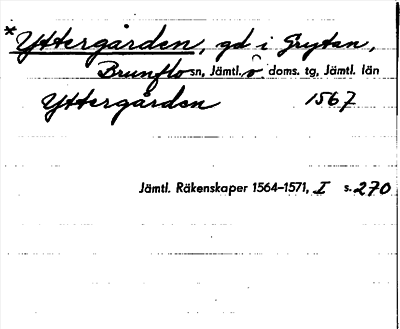 *Yttergården, gd i Grytan,
Brunflo sn, Jämtl. ö doms. tg, Jämtl. län
Yttergården 1567
Jämtl. Räkenskaper 1564–1571, I s. 270